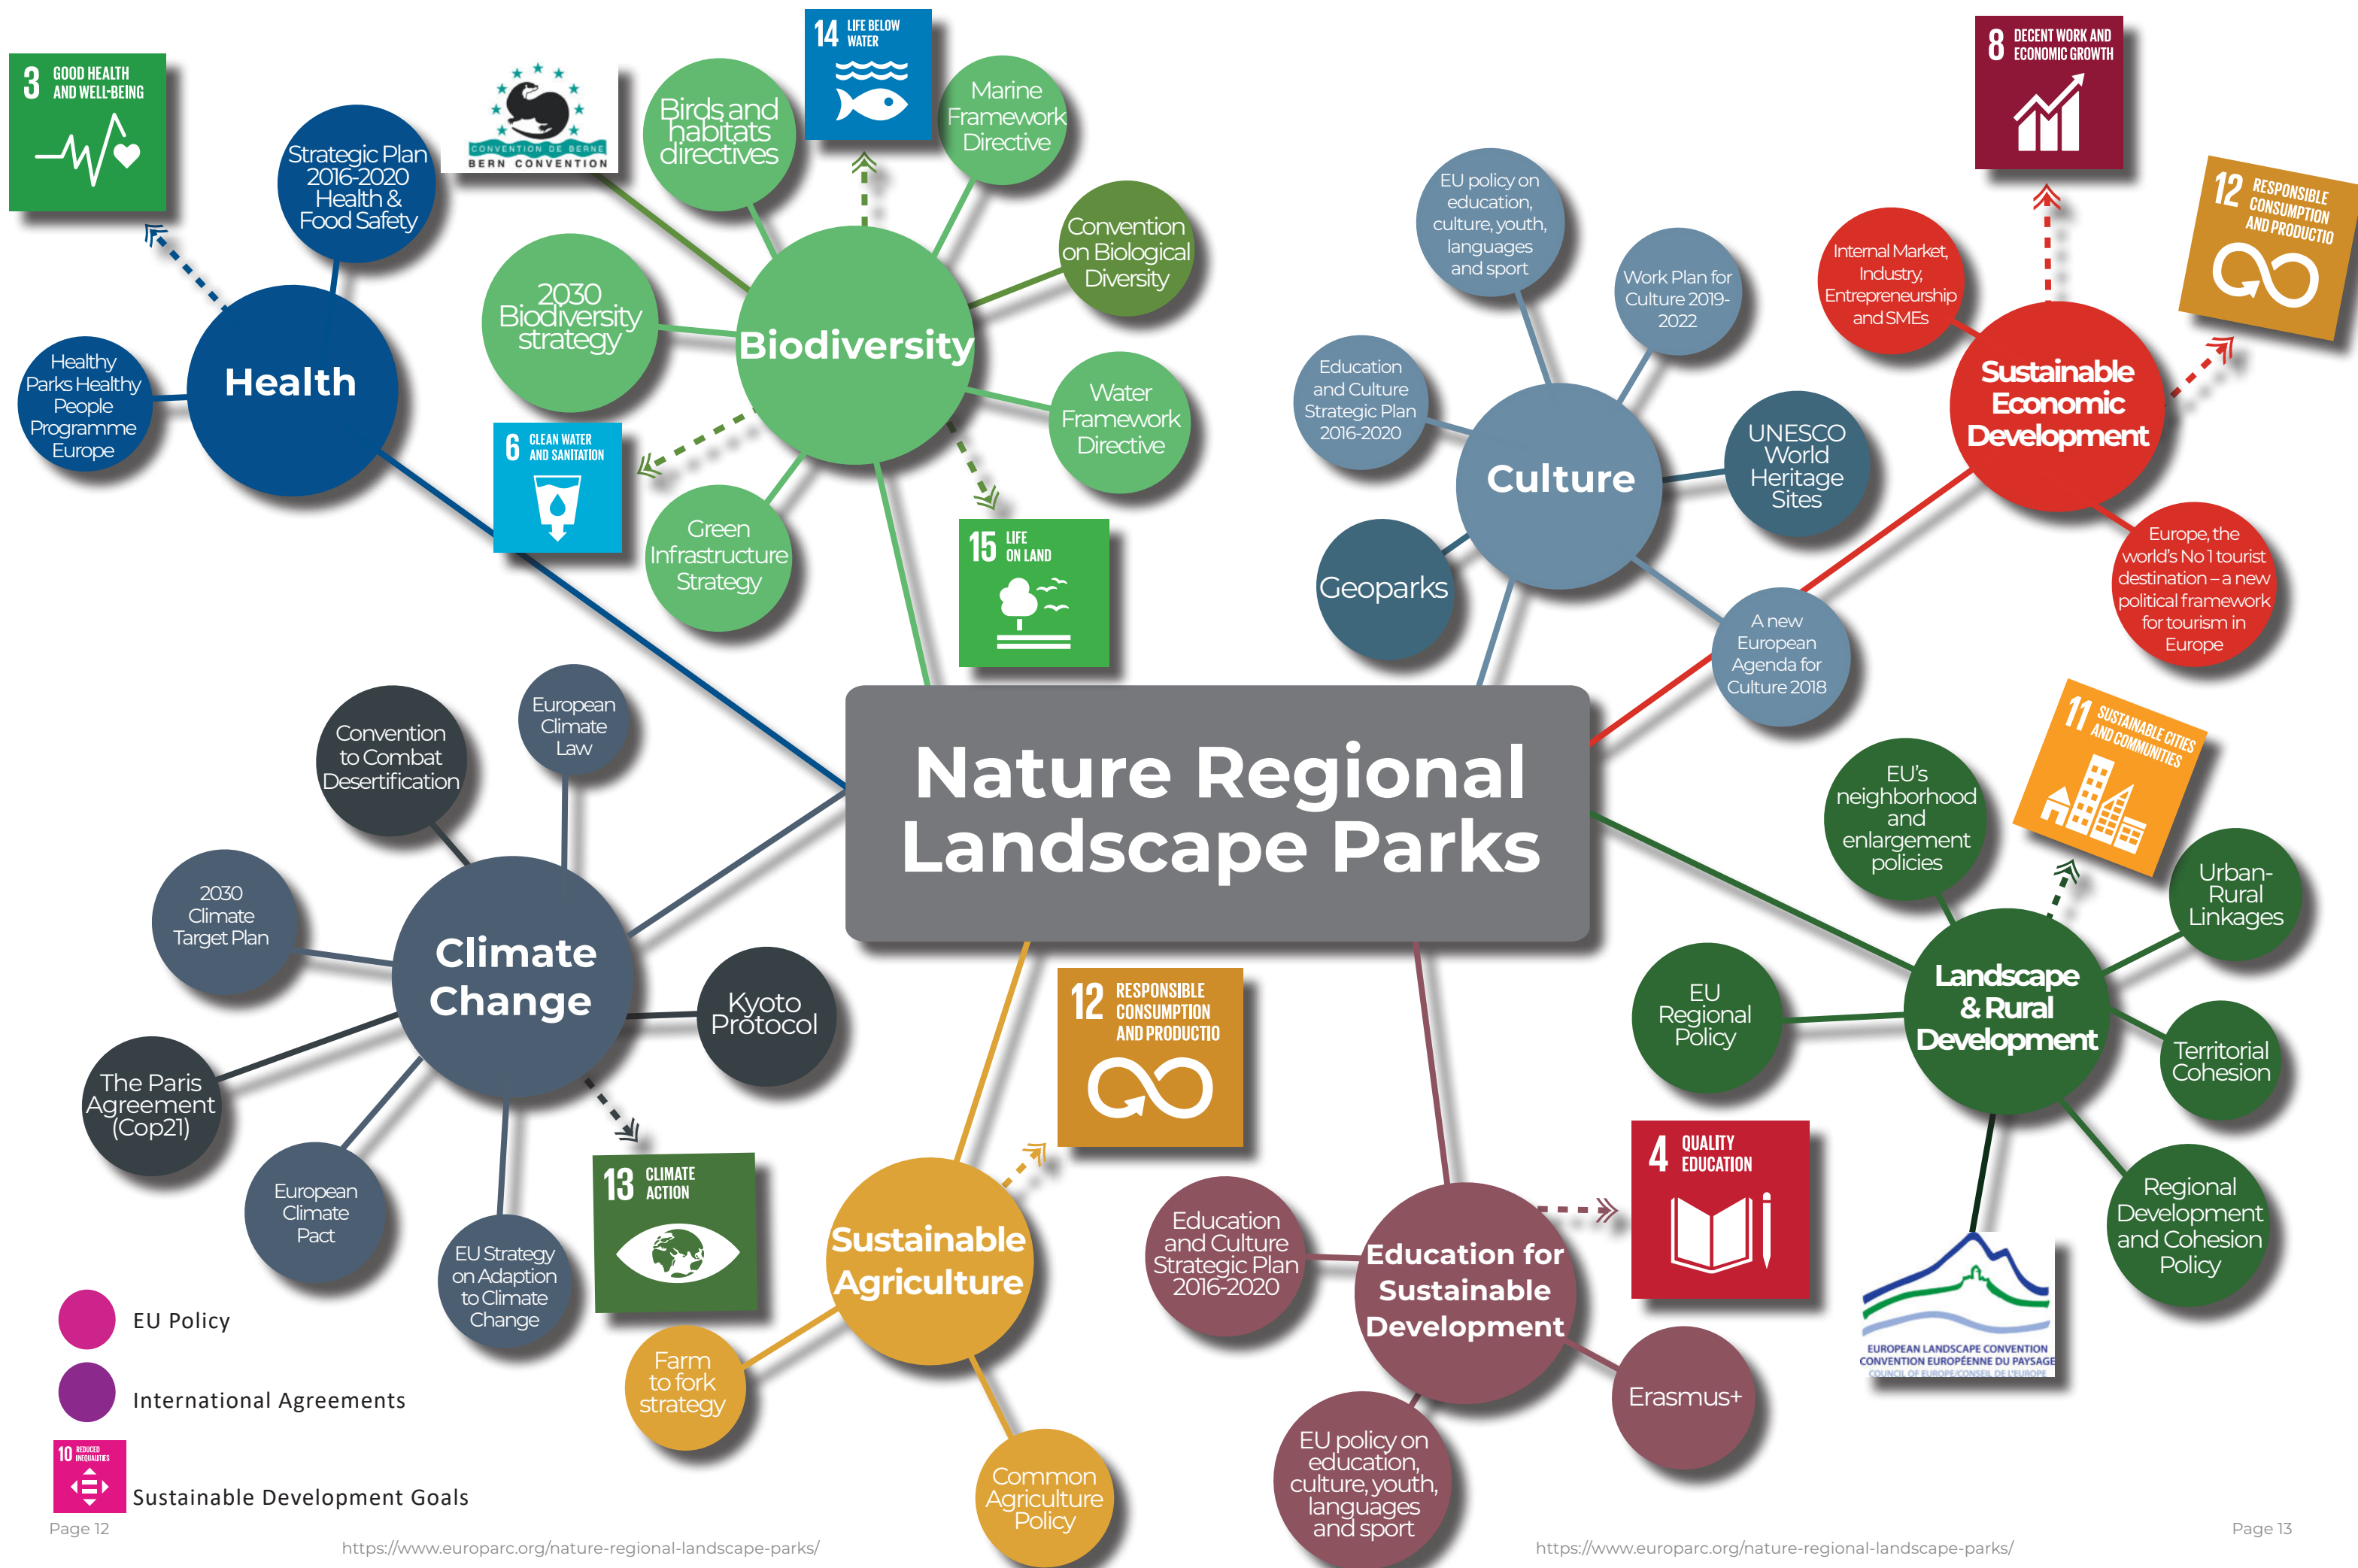 3 GOOD HEALTH
AND WELL-BEING
Strategic Plan
2016-2020
Health &
Food Safety
Healthy
Parks Healthy
People
Programme
Europe
Health
CONVENTION DE BERNE
BERN CONVENTION
Birds and
habitats
directives
14 LIFE BELOW
WATER
Marine
Framework
Directive
Convention
on Biological
Diversity
2030
Biodiversity
strategy
Biodiversity
Water
Framework
Directive
6 CLEAN WATER
AND SANITATION
Green
Infrastructure
Strategy
15 LIFE
ON LAND
EU policy on
education,
culture, youth,
languages
and sport
Work Plan for
Culture 2019-
2022
Education
and Culture
Strategic Plan
2016-2020
Culture
UNESCO
World
Heritage
Sites
Geoparks
A new
European
Agenda for
Culture 2018
8 DECENT WORK AND
ECONOMIC GROWTH
12 RESPONSIBLE
CONSUMPTION
AND PRODUCTIO
Internal Market,
Industry,
Entrepreneurship
and SMEs
Sustainable
Economic
Development
Europe, the
world's No 1 tourist
destination – a new
political framework
for tourism in
Europe
Nature Regional
Landscape Parks
Convention
to Combat
Desertification
European
Climate
Law
2030
Climate
Target Plan
Climate
Change
Kyoto
Protocol
The Paris
Agreement
(Cop21)
European
Climate
Pact
EU Strategy
on Adaption
to Climate
Change
13 CLIMATE
ACTION
12 RESPONSIBLE
CONSUMPTION
AND PRODUCTIO
Sustainable
Agriculture
Farm
to fork
strategy
Common
Agriculture
Policy
Education
and Culture
Strategic Plan
2016-2020
Education for
Sustainable
Development
4 QUALITY
EDUCATION
Erasmus+
EU policy on
education,
culture, youth,
languages
and sport
11 SUSTAINABLE CITIES
AND COMMUNITIES
EU's
neighborhood
and
enlargement
policies
Urban-
Rural
Linkages
EU
Regional
Policy
Landscape
& Rural
Development
Territorial
Cohesion
Regional
Development
and Cohesion
Policy
EUROPEAN LANDSCAPE CONVENTION
CONVENTION EUROPÉENNE DU PAYSAGE
COUNCIL OF EUROPE/CONSEIL DE L'EUROPE
EU Policy
International Agreements
10 REDUCED
INEQUALITIES
Sustainable Development Goals
Page 12
https://www.europarc.org/nature-regional-landscape-parks/
https://www.europarc.org/nature-regional-landscape-parks/
Page 13